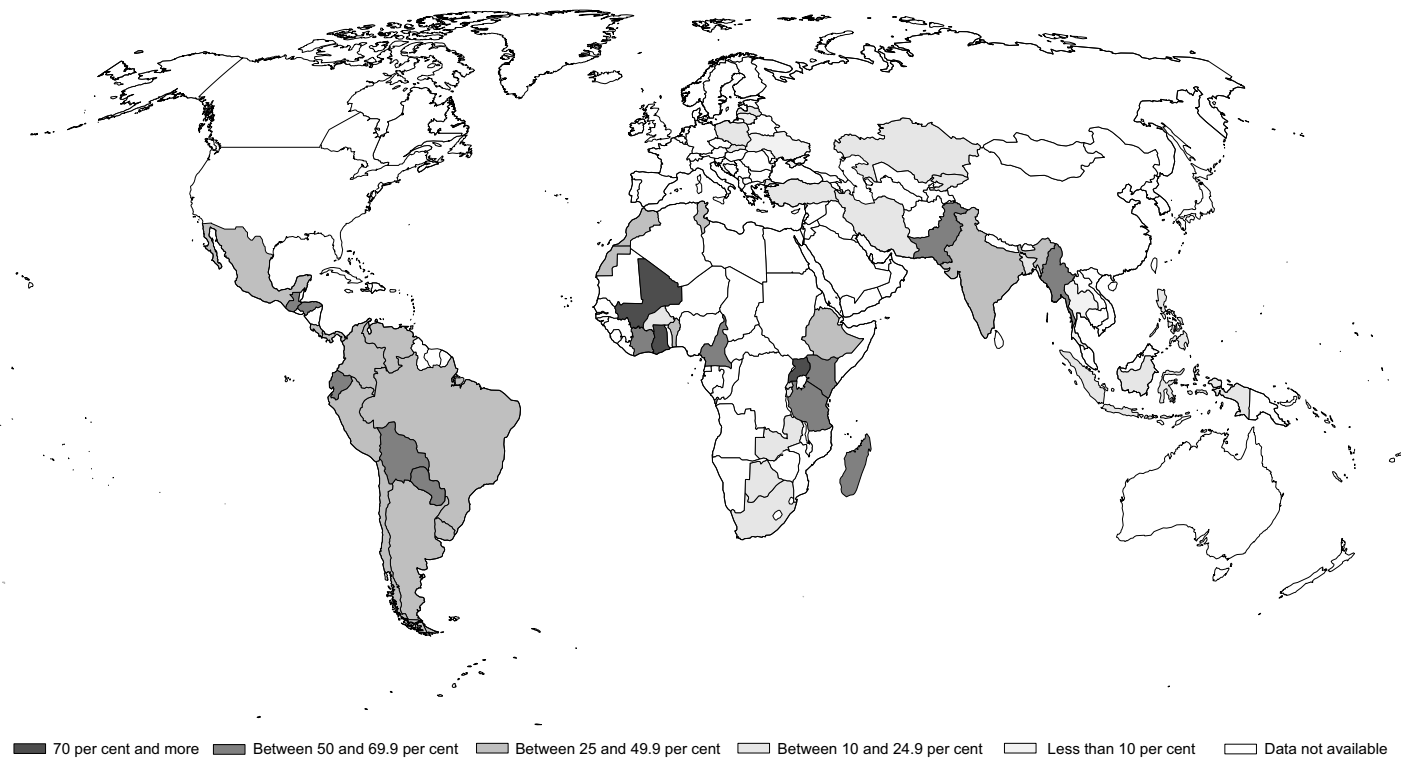 70 per cent and more Between 50 and 69.9 per cent Between 25 and 49.9 per cent Between 10 and 24.9 per cent Less than 10 per cent Data not available